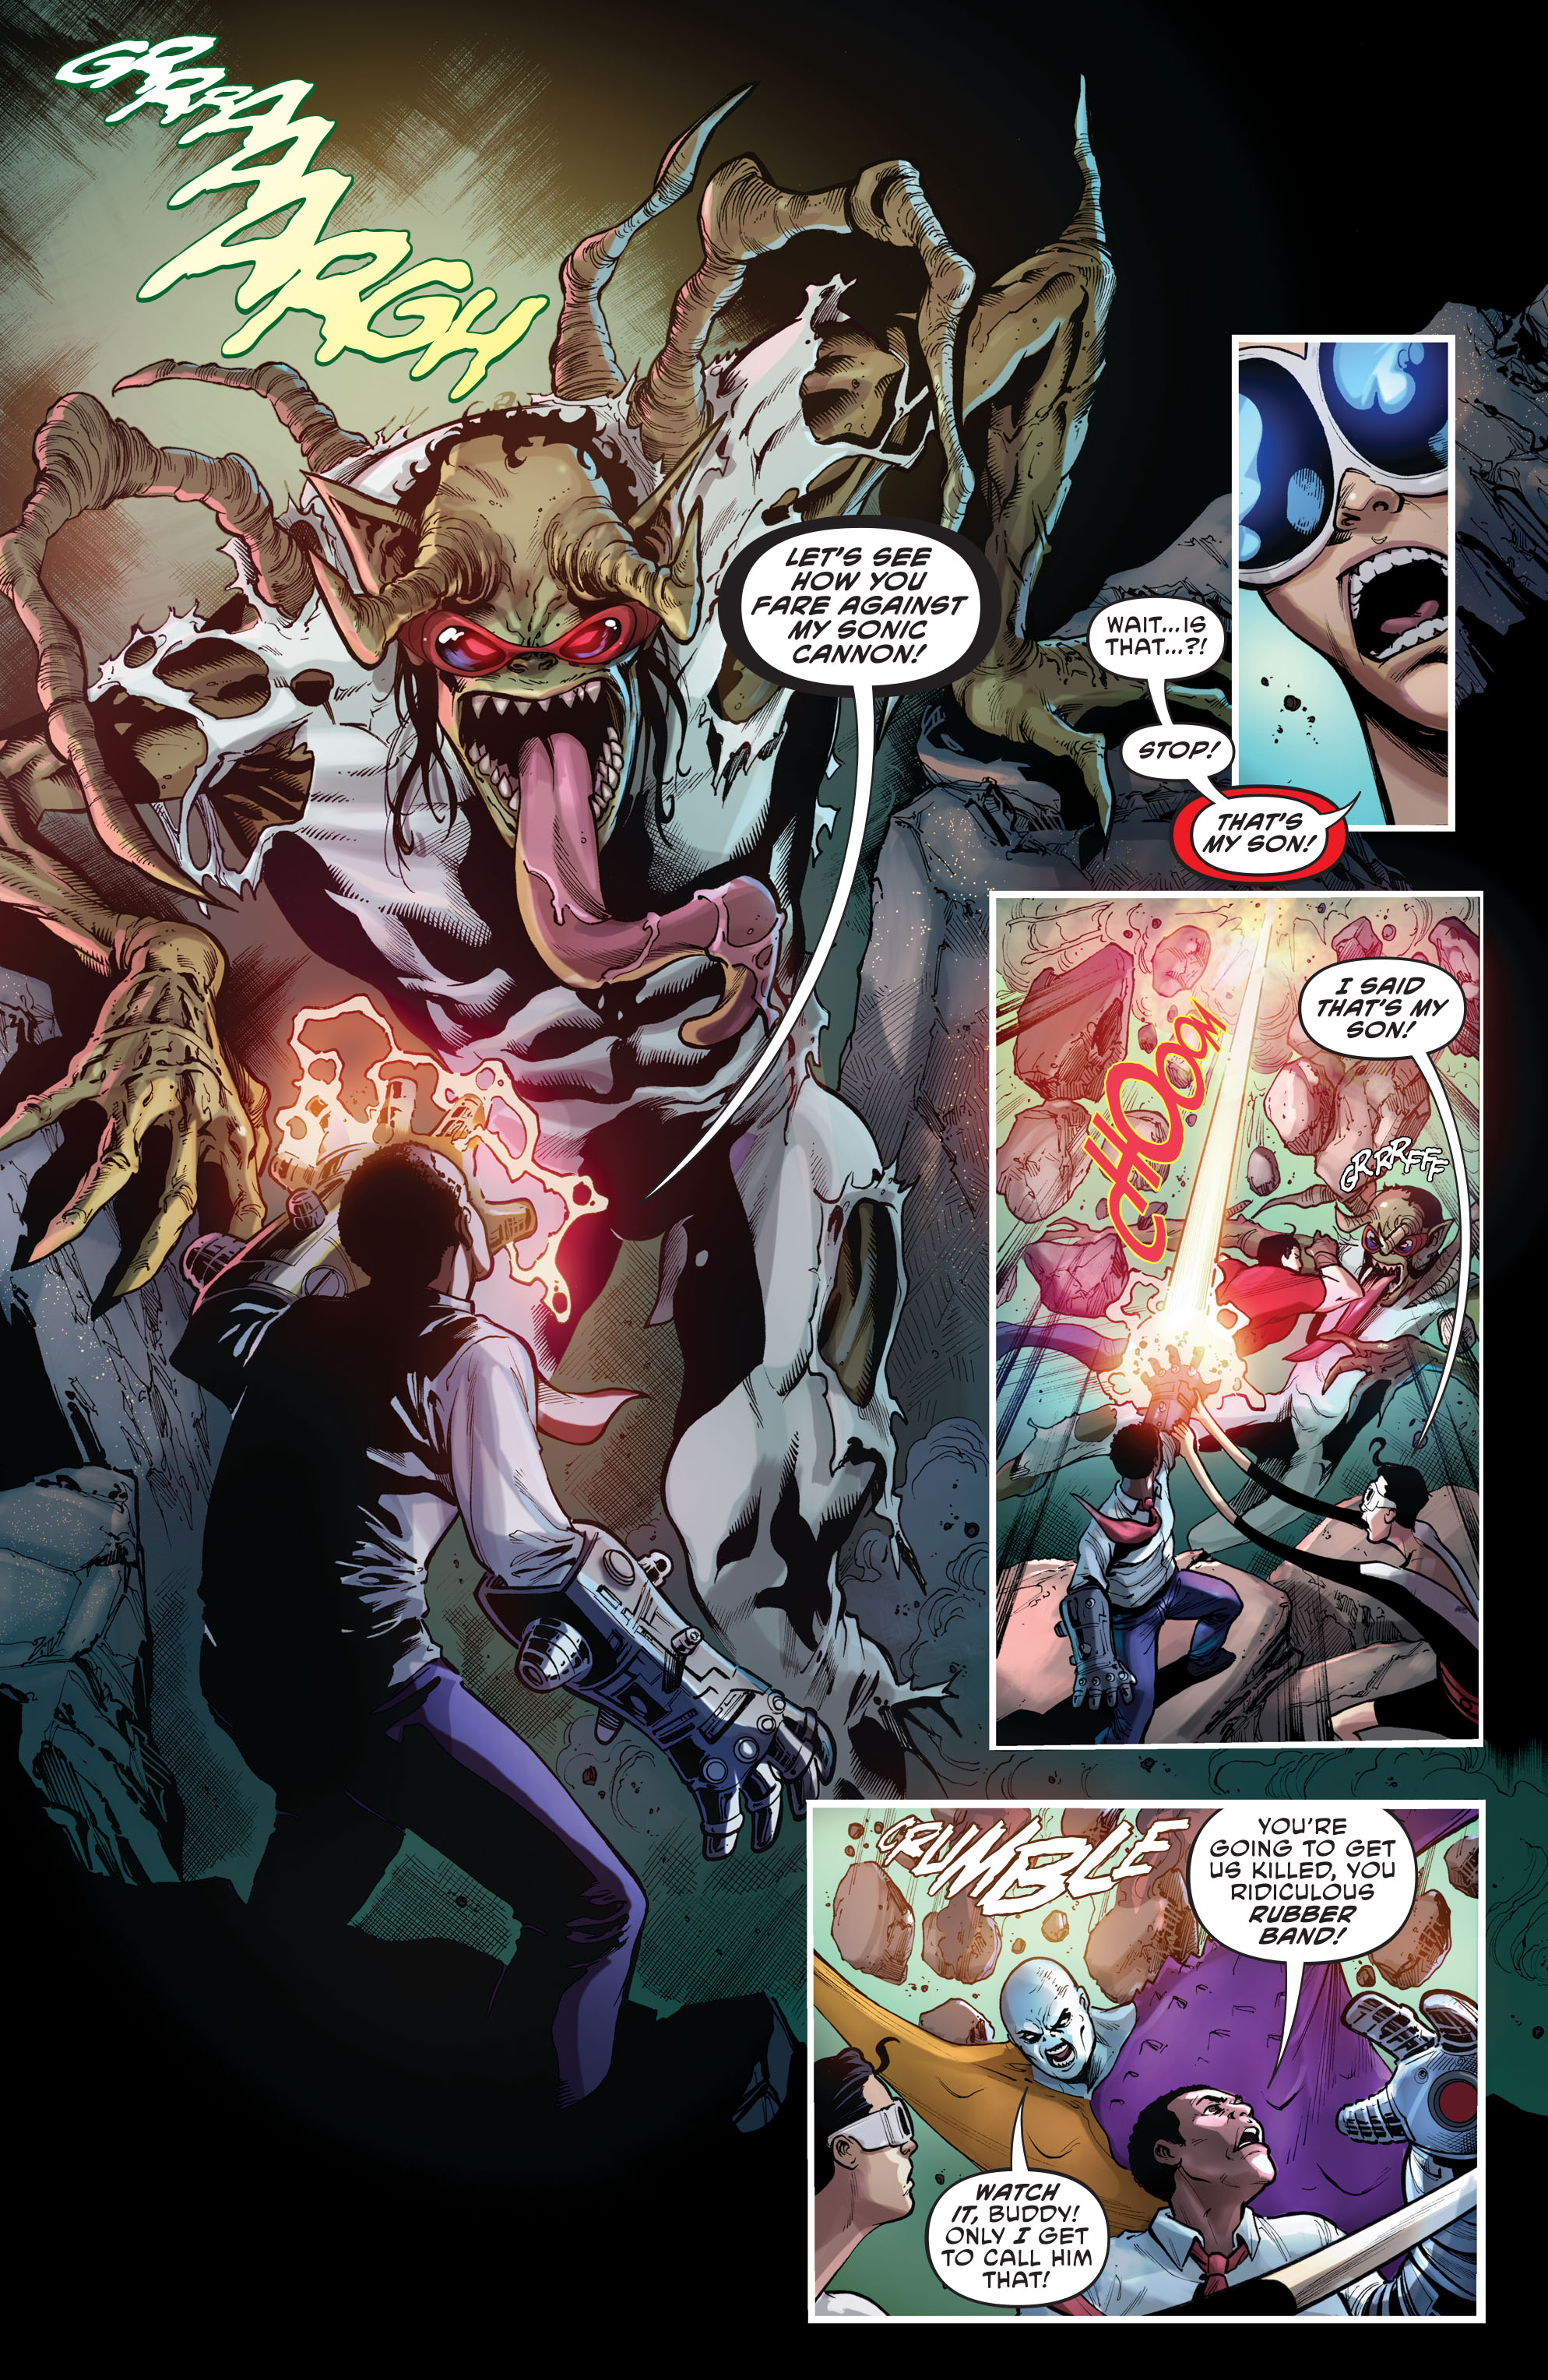 GRRRAAAARGH
LET'S SEE
HOW YOU
FARE AGAINST
MY SONIC
CANNON!
WAIT...IS
THAT...?!
STOP!
THAT'S
MY SON!
CHOOOOM
I SAID
THAT'S MY
SON!
GRRRFFF
CRUMBLE
YOU'RE
GOING TO GET
US KILLED, YOU
RIDICULOUS
RUBBER
BAND!
WATCH
IT, BUDDY!
ONLY I GET
TO CALL HIM
THAT!